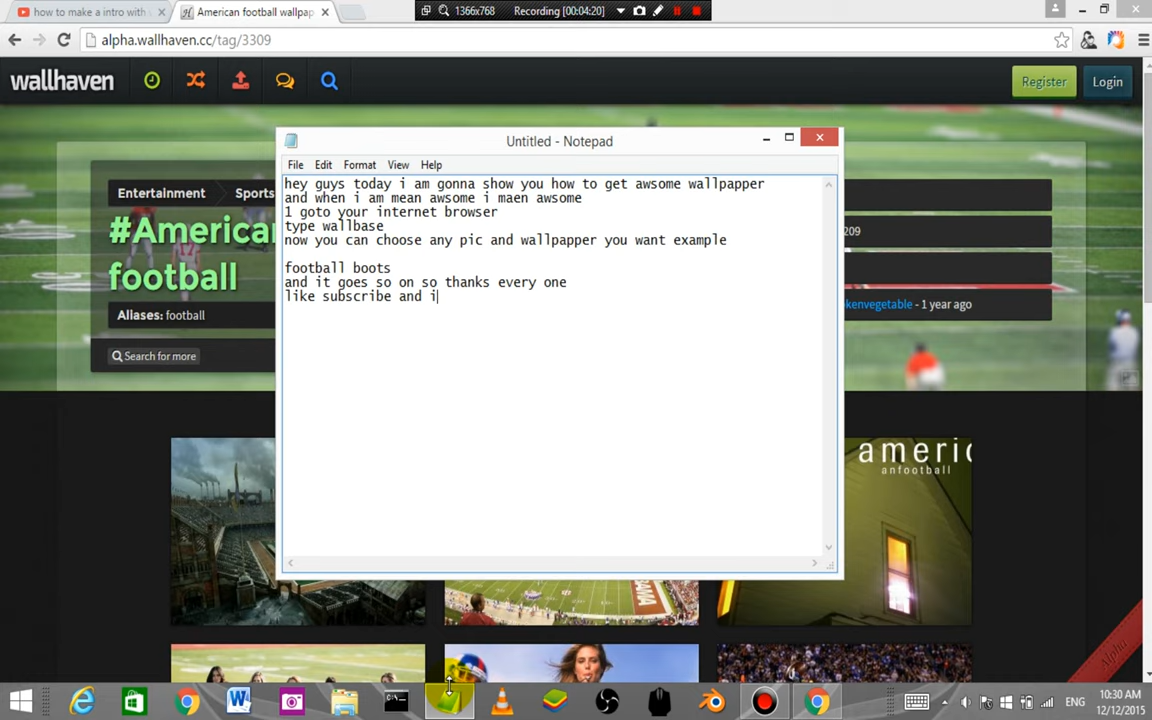 how to make a intro with
American football wallpap
1366x768
Recording [00:04:20]
alpha.wallhaven.cc/tag/3309
wallhaven
Register
Login
Untitled - Notepad
File Edit Format View Help
Entertainment
Sports
#America
football
Aliases: football
Search for more
209
kenvegetable - 1 year ago
hey guys today i am gonna show you how to get awsome wallpapper
and when i am mean awsome i maen awsome
1 goto your internet browser
type wallbase
now you can choose any pic and wallpapper you want example
football boots
and it goes so on so thanks every one
like subscribe and i
americ
anfootball
Alpha
ENG
10:30 AM
12/12/2015